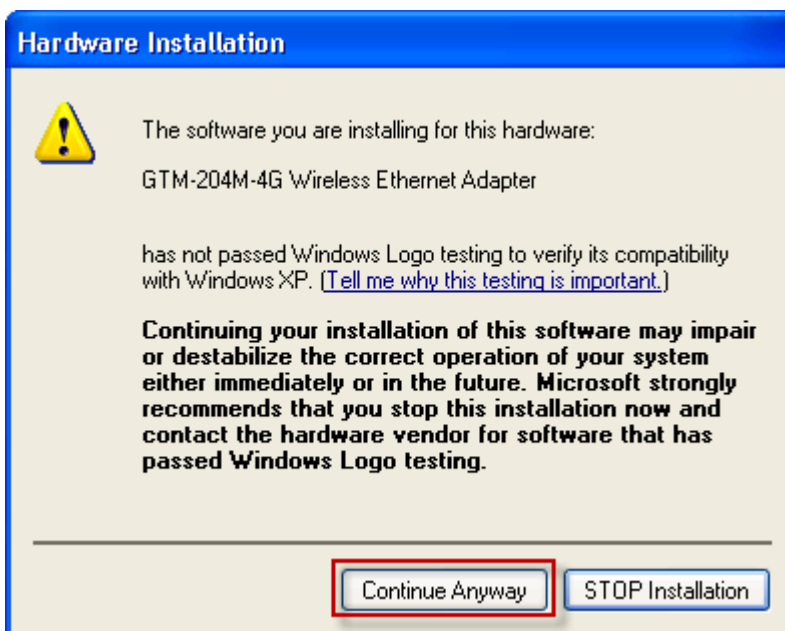 Hardware Installation
The software you are installing for this hardware:
GTM-204M-4G Wireless Ethernet Adapter
has not passed Windows Logo testing to verify its compatibility
with Windows XP. (Tell me why this testing is important.)
Continuing your installation of this software may impair
or destabilize the correct operation of your system
either immediately or in the future. Microsoft strongly
recommends that you stop this installation now and
contact the hardware vendor for software that has
passed Windows Logo testing.
Continue Anyway STOP Installation